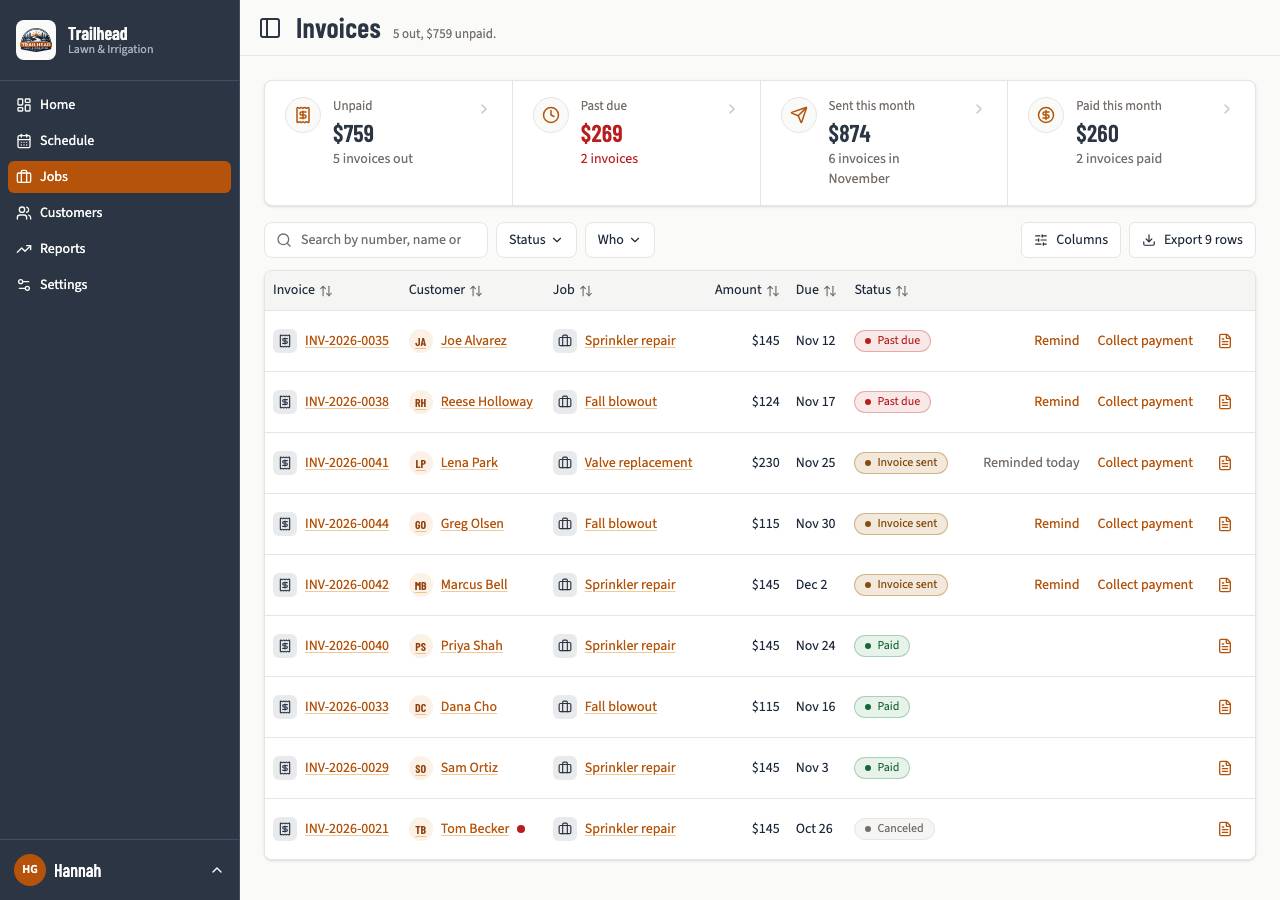 TRAILHEAD
Trailhead
Lawn & Irrigation
Home
Schedule
Jobs
Customers
Reports
Settings
HG Hannah
Invoices 5 out, $759 unpaid.
Unpaid
$759
5 invoices out
Past due
$269
2 invoices
Sent this month
$874
6 invoices in
November
Paid this month
$260
2 invoices paid
Search by number, name or
Status
Who
Columns
Export 9 rows
Invoice Customer Job Amount Due Status
INV-2026-0035 JA Joe Alvarez Sprinkler repair $145 Nov 12 Past due Remind Collect payment
INV-2026-0038 RH Reese Holloway Fall blowout $124 Nov 17 Past due Remind Collect payment
INV-2026-0041 LP Lena Park Valve replacement $230 Nov 25 Invoice sent Reminded today Collect payment
INV-2026-0044 GO Greg Olsen Fall blowout $115 Nov 30 Invoice sent Remind Collect payment
INV-2026-0042 MB Marcus Bell Sprinkler repair $145 Dec 2 Invoice sent Remind Collect payment
INV-2026-0040 PS Priya Shah Sprinkler repair $145 Nov 24 Paid
INV-2026-0033 DC Dana Cho Fall blowout $115 Nov 16 Paid
INV-2026-0029 SO Sam Ortiz Sprinkler repair $145 Nov 3 Paid
INV-2026-0021 TB Tom Becker Sprinkler repair $145 Oct 26 Canceled